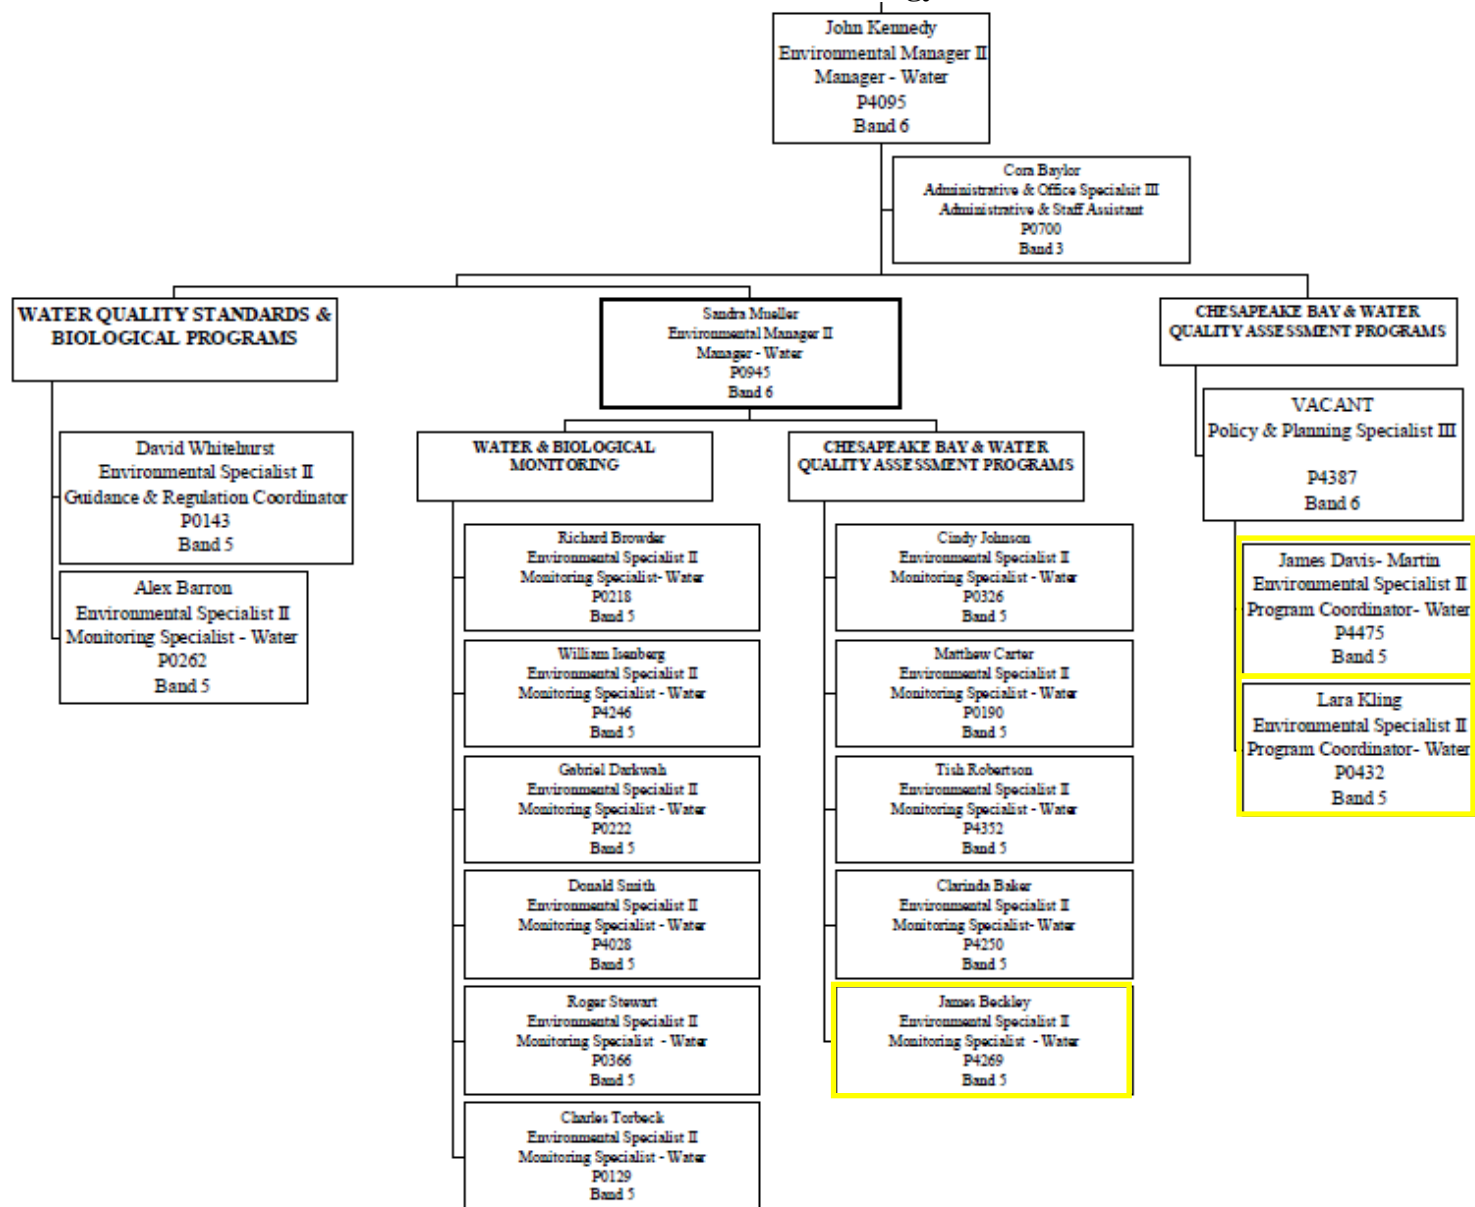 John Kennedy
Environmental Manager II
Manager - Water
P4095
Band 6
Cora Baylor
Administrative & Office Specialsit III
Administrative & Staff Assistant
P0700
Band 3
WATER QUALITY STANDARDS &
BIOLOGICAL PROGRAMS
David Whitehurst
Environmental Specialist II
Guidance & Regulation Coordinator
P0143
Band 5
Alex Barron
Environmental Specialist II
Monitoring Specialist - Water
P0262
Band 5
Sandra Mueller
Environmental Manager II
Manager - Water
P0945
Band 6
WATER & BIOLOGICAL
MONITORING
Richard Browder
Environmental Specialist II
Monitoring Specialist- Water
P0218
Band 5
William Isenberg
Environmental Specialist II
Monitoring Specialist - Water
P4246
Band 5
Gabriel Darkwah
Environmental Specialist II
Monitoring Specialist - Water
P0222
Band 5
Donald Smith
Environmental Specialist II
Monitoring Specialist - Water
P4028
Band 5
Roger Stewart
Environmental Specialist II
Monitoring Specialist - Water
P0366
Band 5
Charles Torbeck
Environmental Specialist II
Monitoring Specialist - Water
P0129
Band 5
CHESAPEAKE BAY & WATER
QUALITY ASSESSMENT PROGRAMS
Cindy Johnson
Environmental Specialist II
Monitoring Specialist - Water
P0326
Band 5
Matthew Carter
Environmental Specialist II
Monitoring Specialist - Water
P0190
Band 5
Tish Robertson
Environmental Specialist II
Monitoring Specialist - Water
P4352
Band 5
Clarinda Baker
Environmental Specialist II
Monitoring Specialist- Water
P4250
Band 5
James Beckley
Environmental Specialist II
Monitoring Specialist - Water
P4269
Band 5
CHESAPEAKE BAY & WATER
QUALITY ASSESSMENT PROGRAMS
VACANT
Policy & Planning Specialist III
P4387
Band 6
James Davis- Martin
Environmental Specialist II
Program Coordinator- Water
P4475
Band 5
Lara Kling
Environmental Specialist II
Program Coordinator- Water
P0432
Band 5